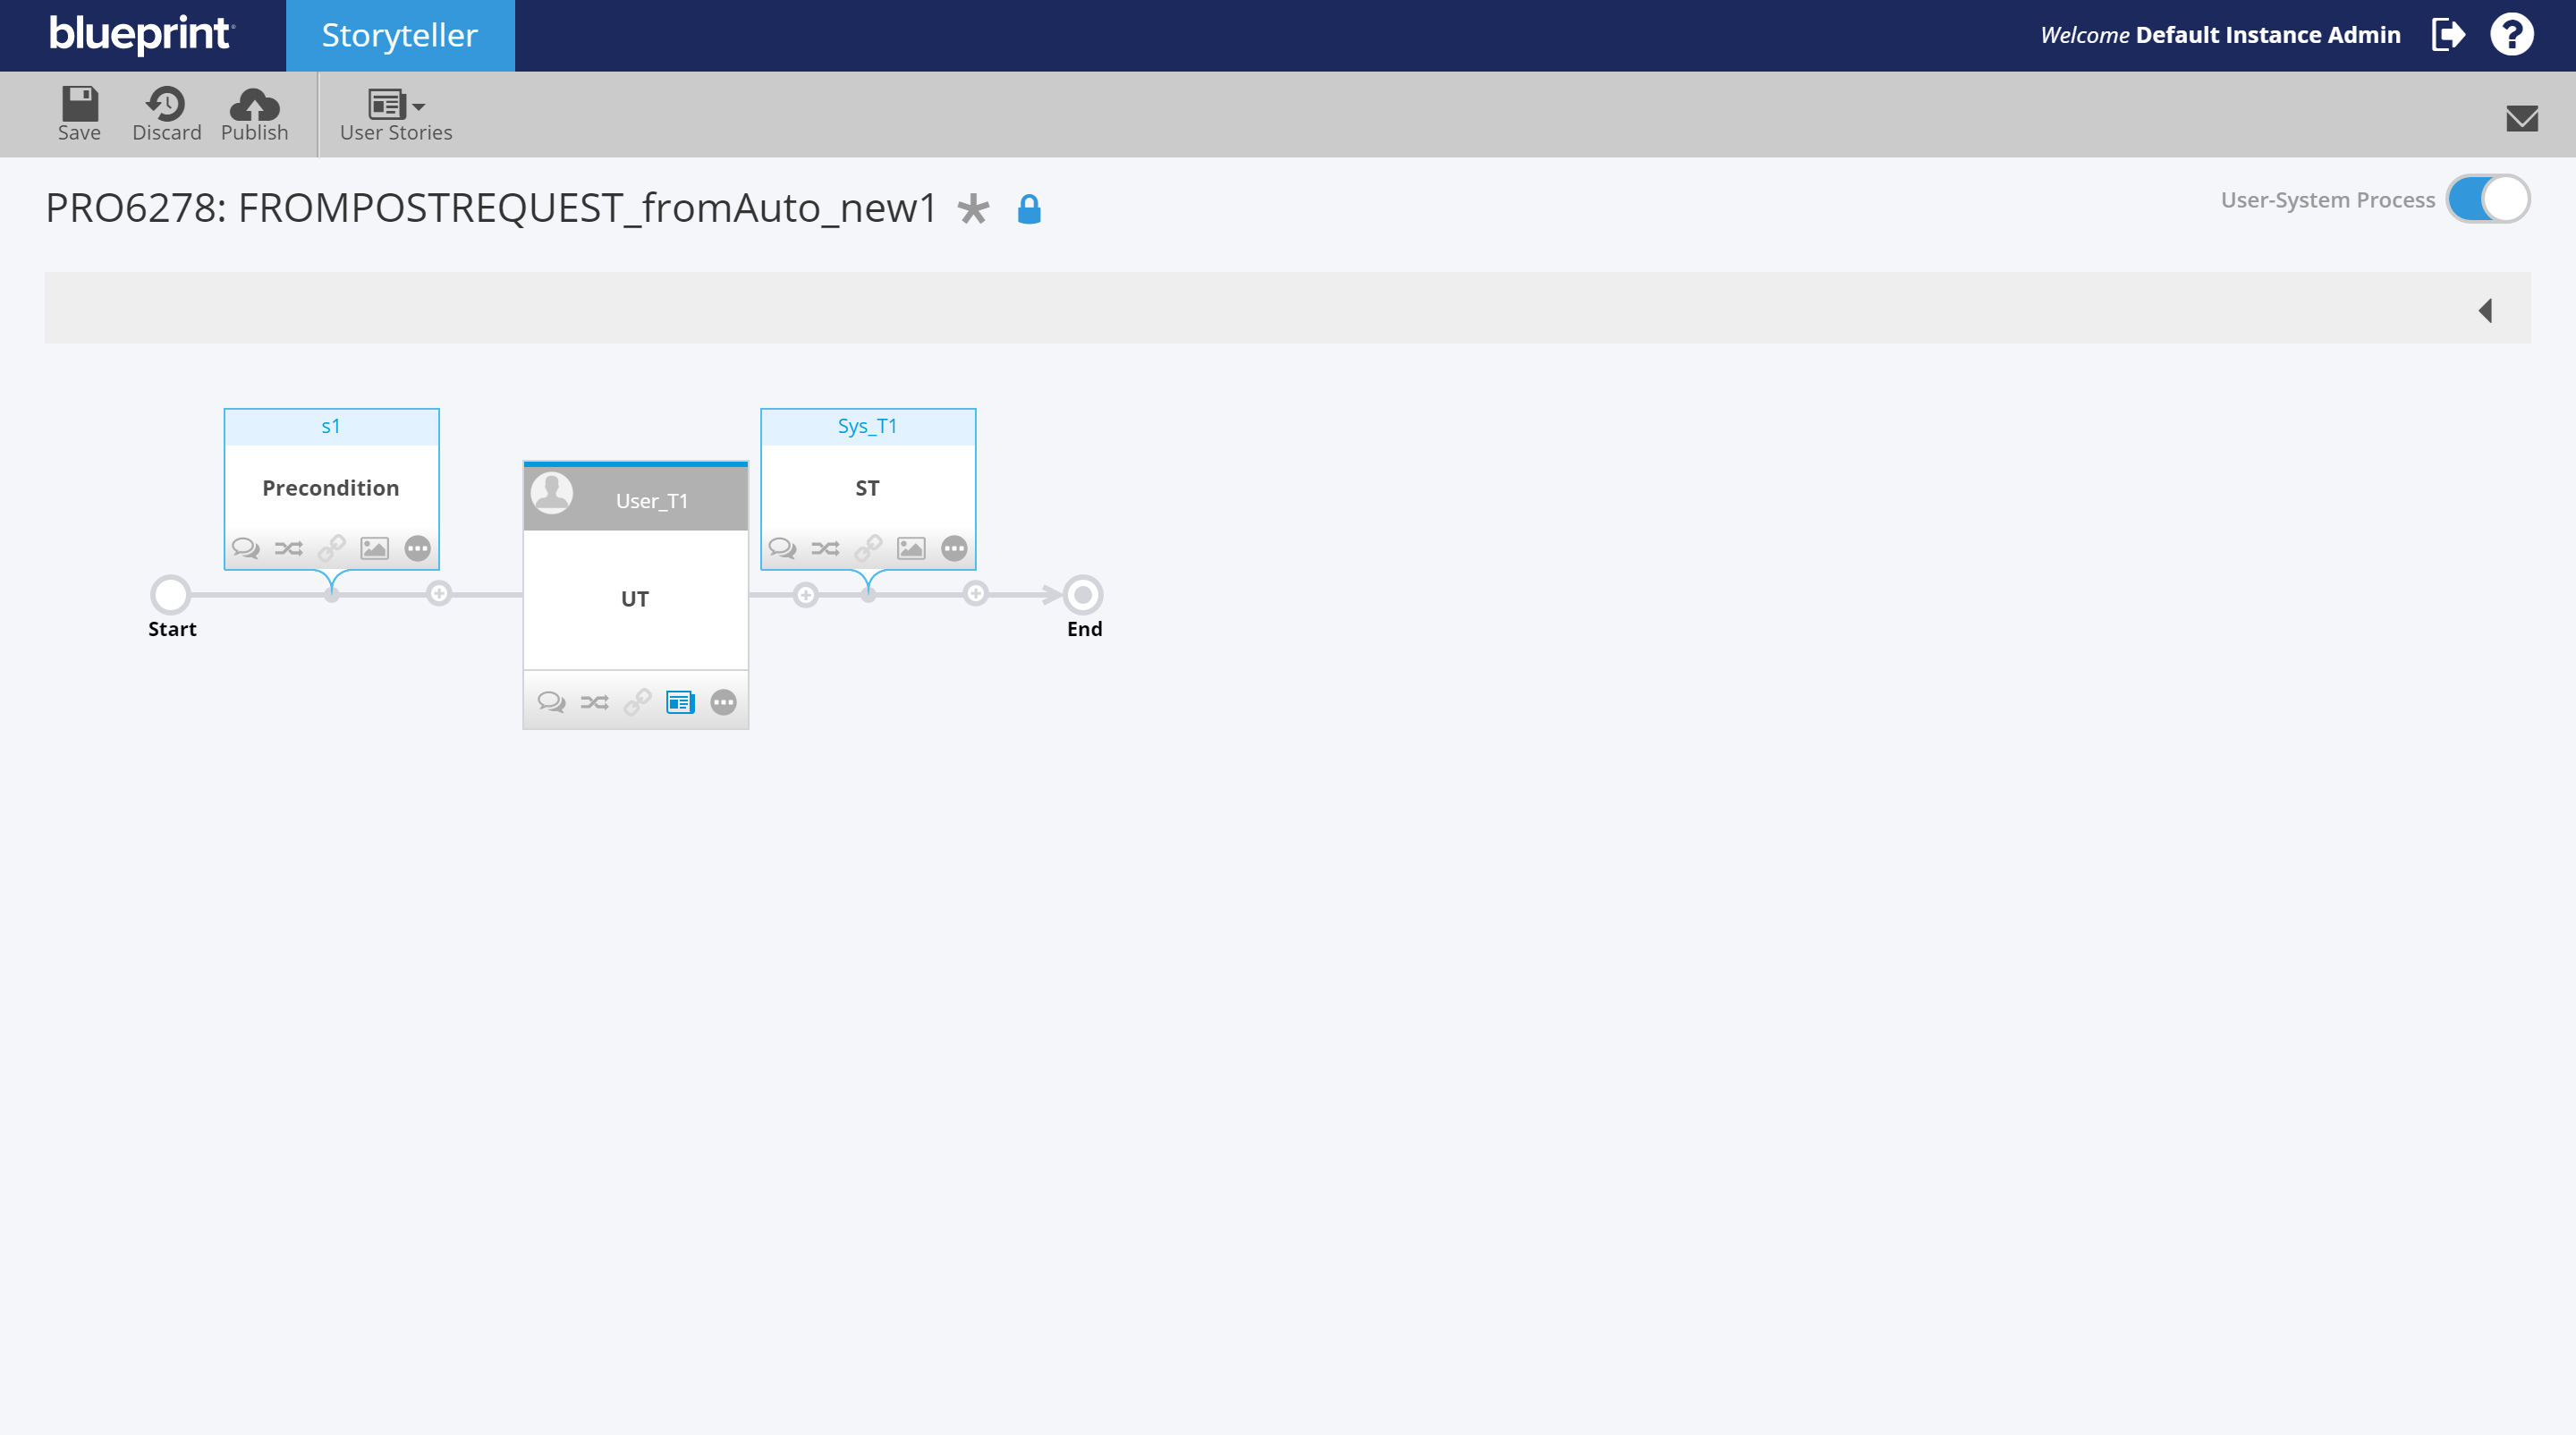 blueprint
Storyteller
Welcome Default Instance Admin
Save
Discard
Publish
User Stories
PRO6278: FROMPOSTREQUEST_fromAuto_new1 *
User-System Process
s1
Precondition
User_T1
UT
Sys_T1
ST
Start
End